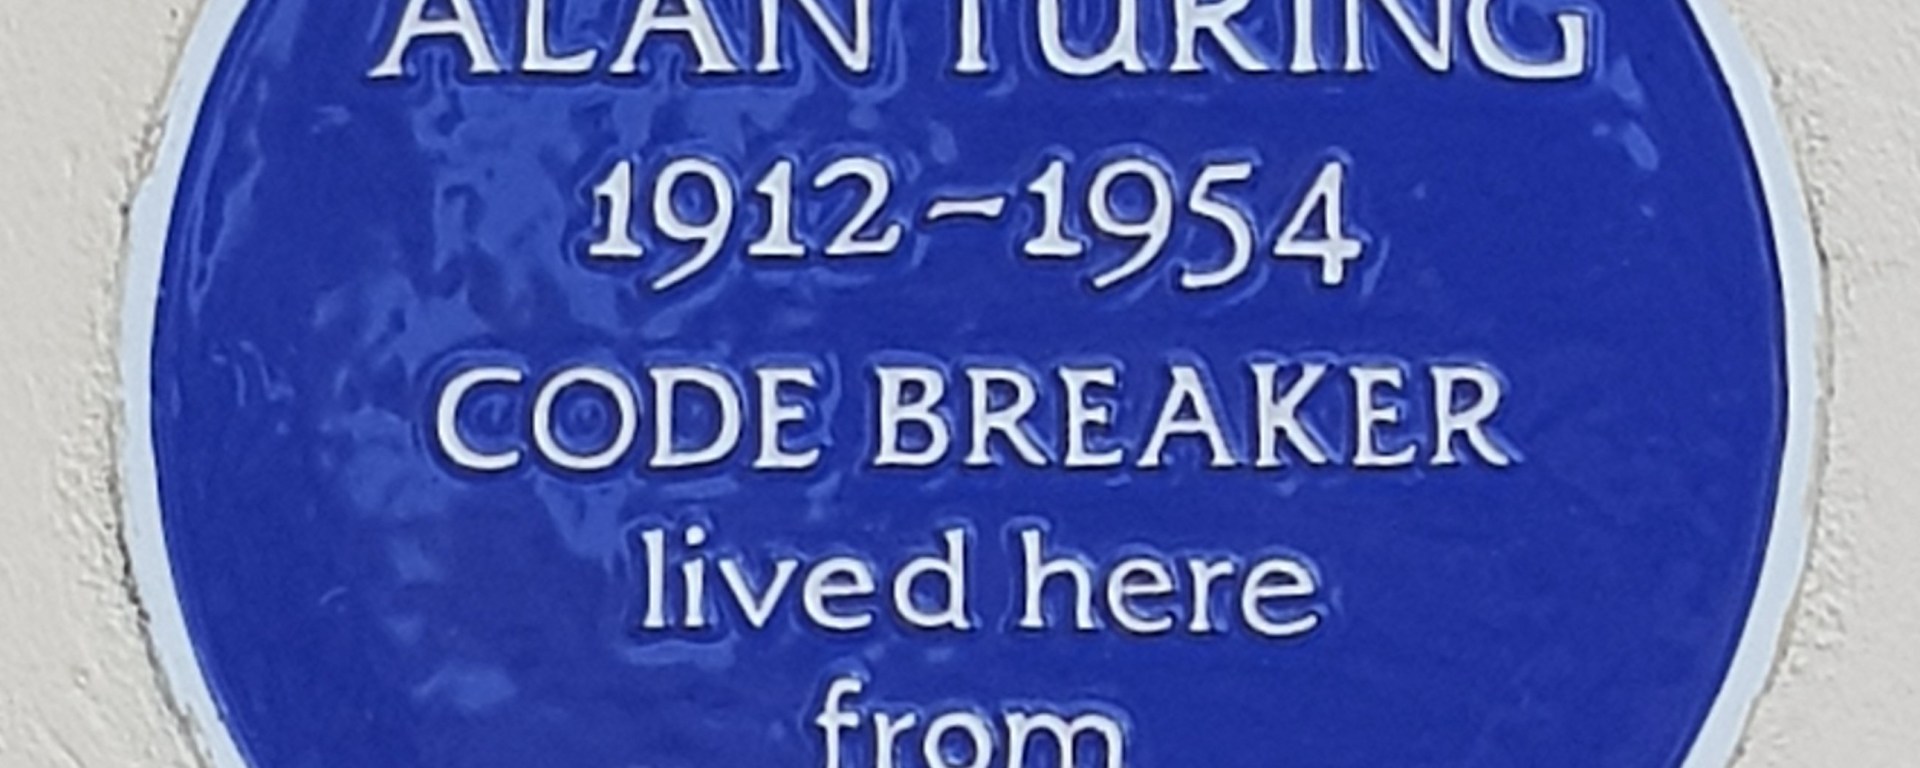 ALAN TURING
1912-1954
CODE BREAKER
lived here
from